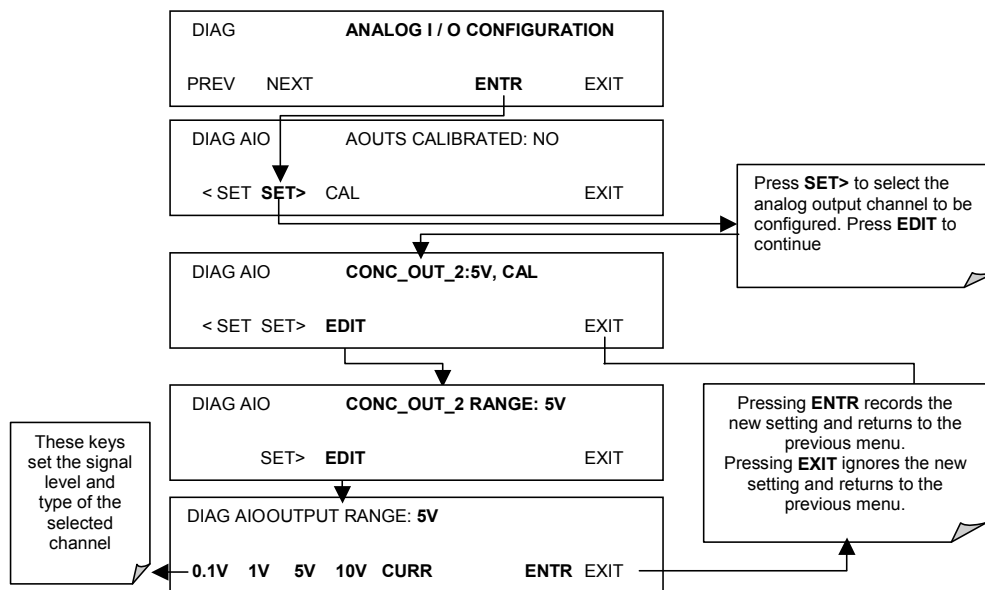 DIAG ANALOG I / O CONFIGURATION
PREV NEXT ENTR EXIT
DIAG AIO AOUTS CALIBRATED: NO
< SET SET> CAL EXIT
Press SET> to select the
analog output channel to be
configured. Press EDIT to
continue
DIAG AIO CONC_OUT_2:5V, CAL
< SET SET> EDIT EXIT
DIAG AIO CONC_OUT_2 RANGE: 5V
SET> EDIT EXIT
Pressing ENTR records the
new setting and returns to the
previous menu.
Pressing EXIT ignores the new
setting and returns to the
previous menu.
These keys
set the signal
level and
type of the
selected
channel
DIAG AIOOUTPUT RANGE: 5V
0.1V 1V 5V 10V CURR ENTR EXIT